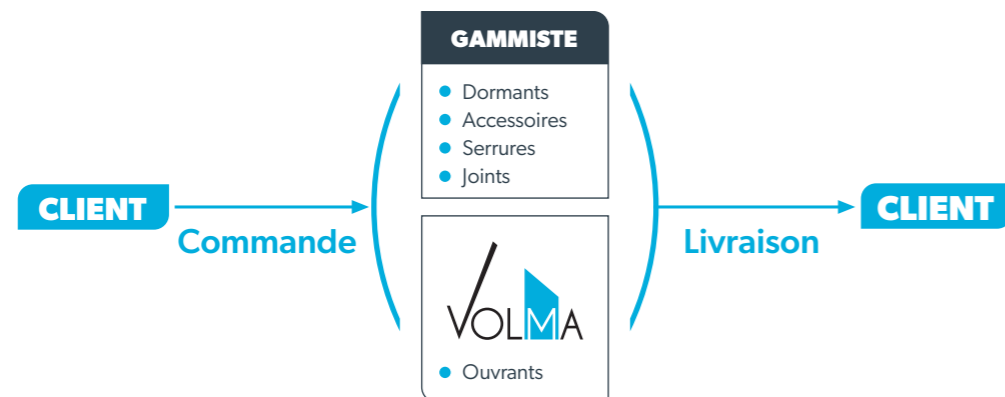 GAMMISTE
Dormants
Accessoires
Serrures
Joints
CLIENT
Commande
VOLMA
Ouvrants
Livraison
CLIENT